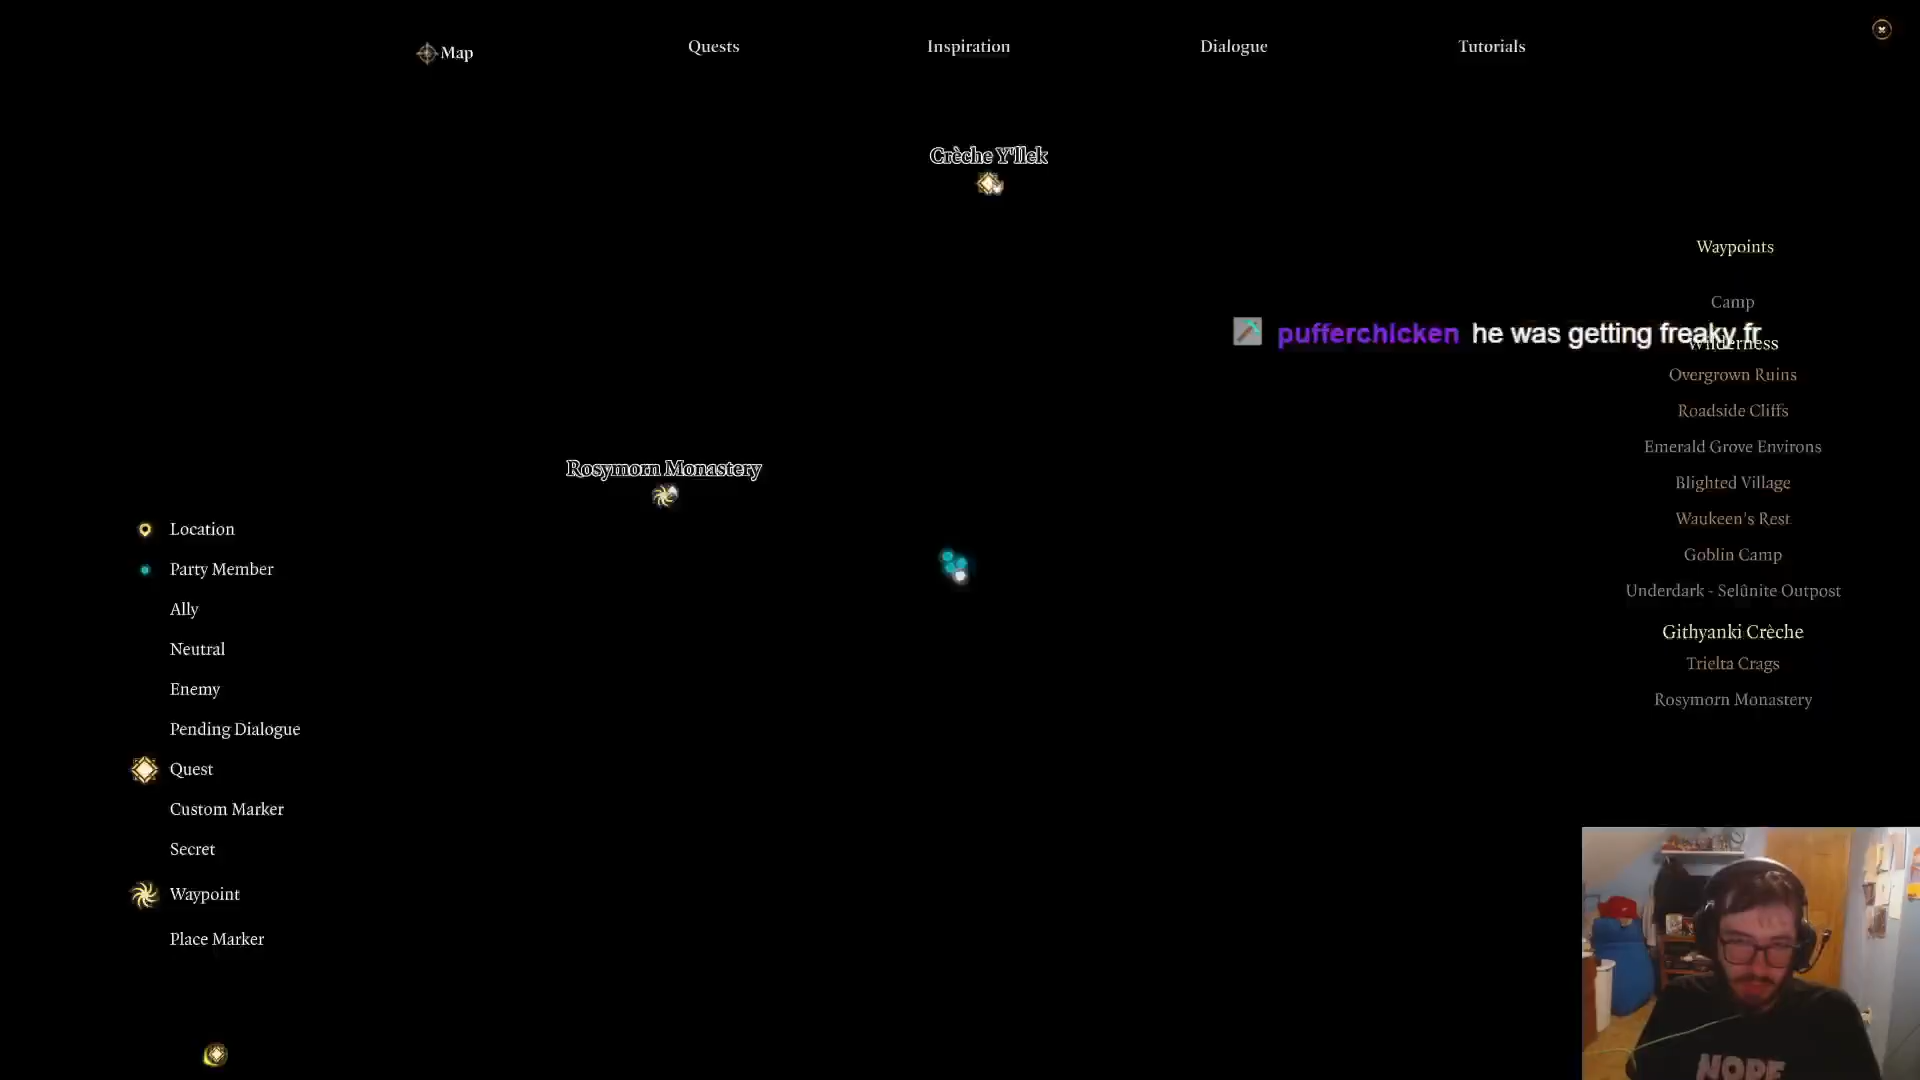 Map
Quests
Inspiration
Dialogue
Tutorials
Crèche Y'llek
Waypoints
Camp
pufferchicken he was getting freaky fr
Wilderness
Overgrown Ruins
Roadside Cliffs
Emerald Grove Environs
Blighted Village
Waukeen's Rest
Goblin Camp
Underdark - Selûnite Outpost
Githyanki Crèche
Trielta Crags
Rosymorn Monastery
Rosymorn Monastery
Location
Party Member
Ally
Neutral
Enemy
Pending Dialogue
Quest
Custom Marker
Secret
Waypoint
Place Marker
NOPE